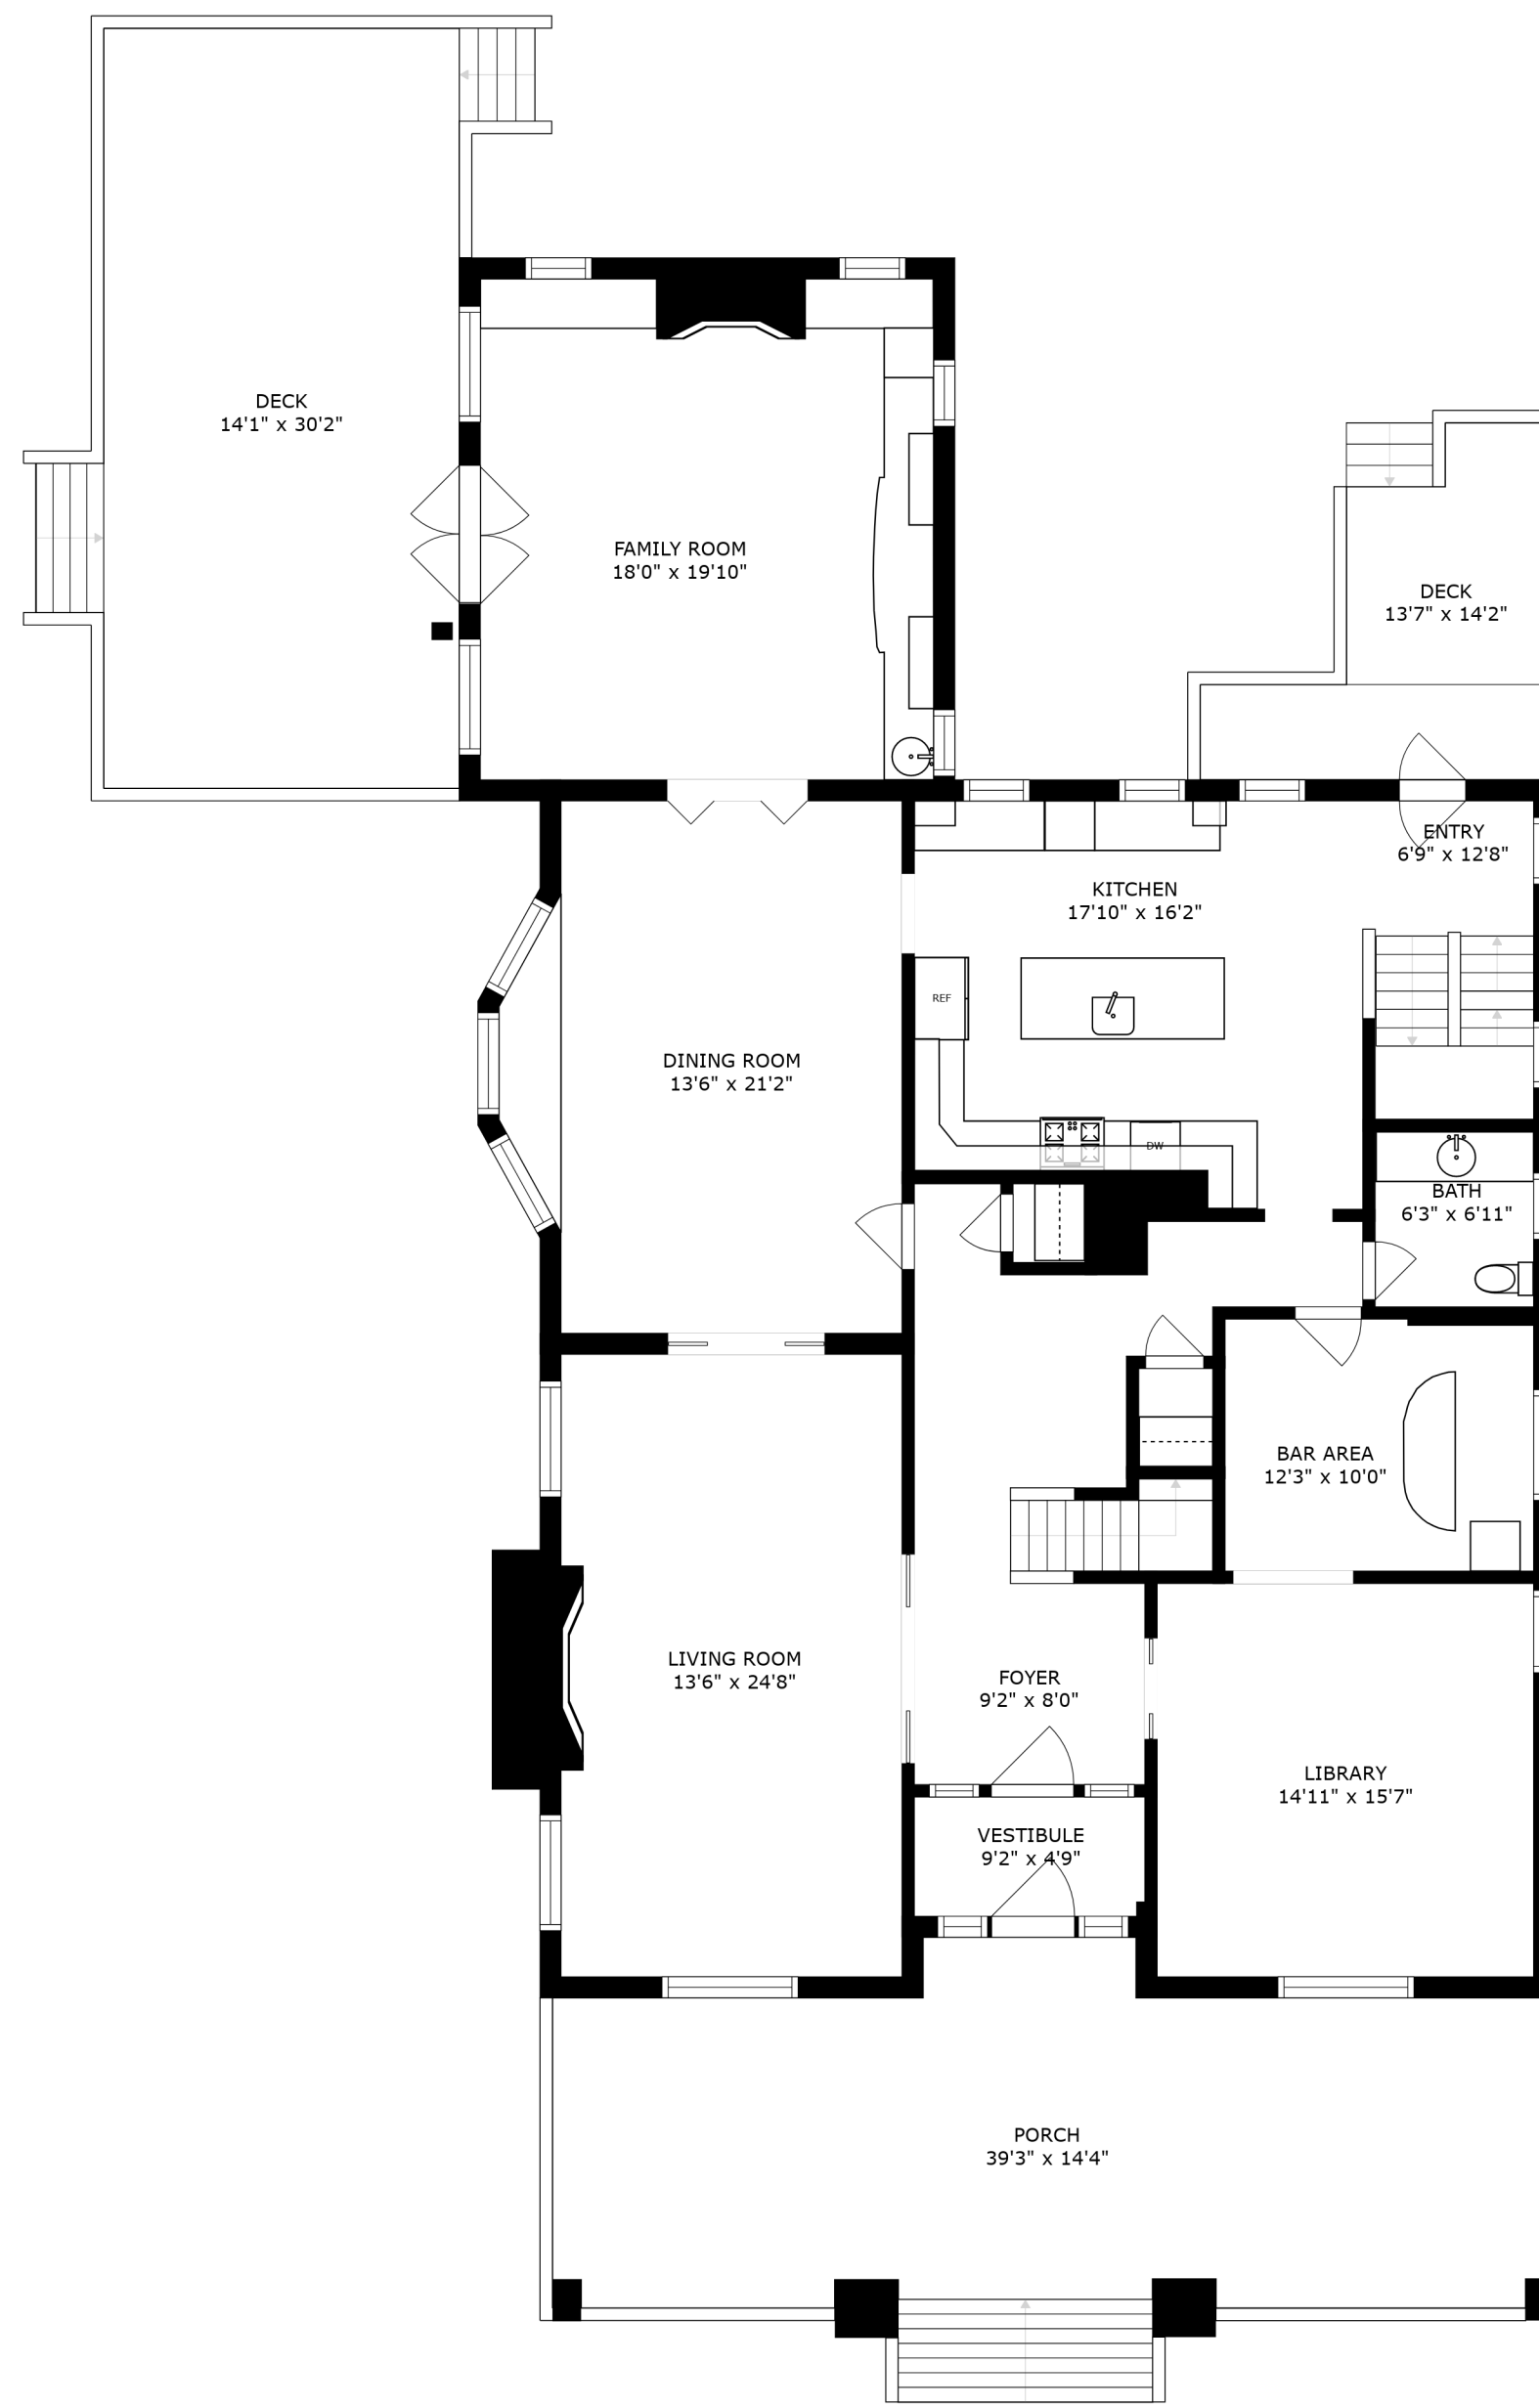 DECK
14'1" x 30'2"
FAMILY ROOM
18'0" x 19'10"
DECK
13'7" x 14'2"
ENTRY
6'9" x 12'8"
KITCHEN
17'10" x 16'2"
REF
DINING ROOM
13'6" x 21'2"
DW
BATH
6'3" x 6'11"
BAR AREA
12'3" x 10'0"
LIVING ROOM
13'6" x 24'8"
FOYER
9'2" x 8'0"
LIBRARY
14'11" x 15'7"
VESTIBULE
9'2" x 4'9"
PORCH
39'3" x 14'4"